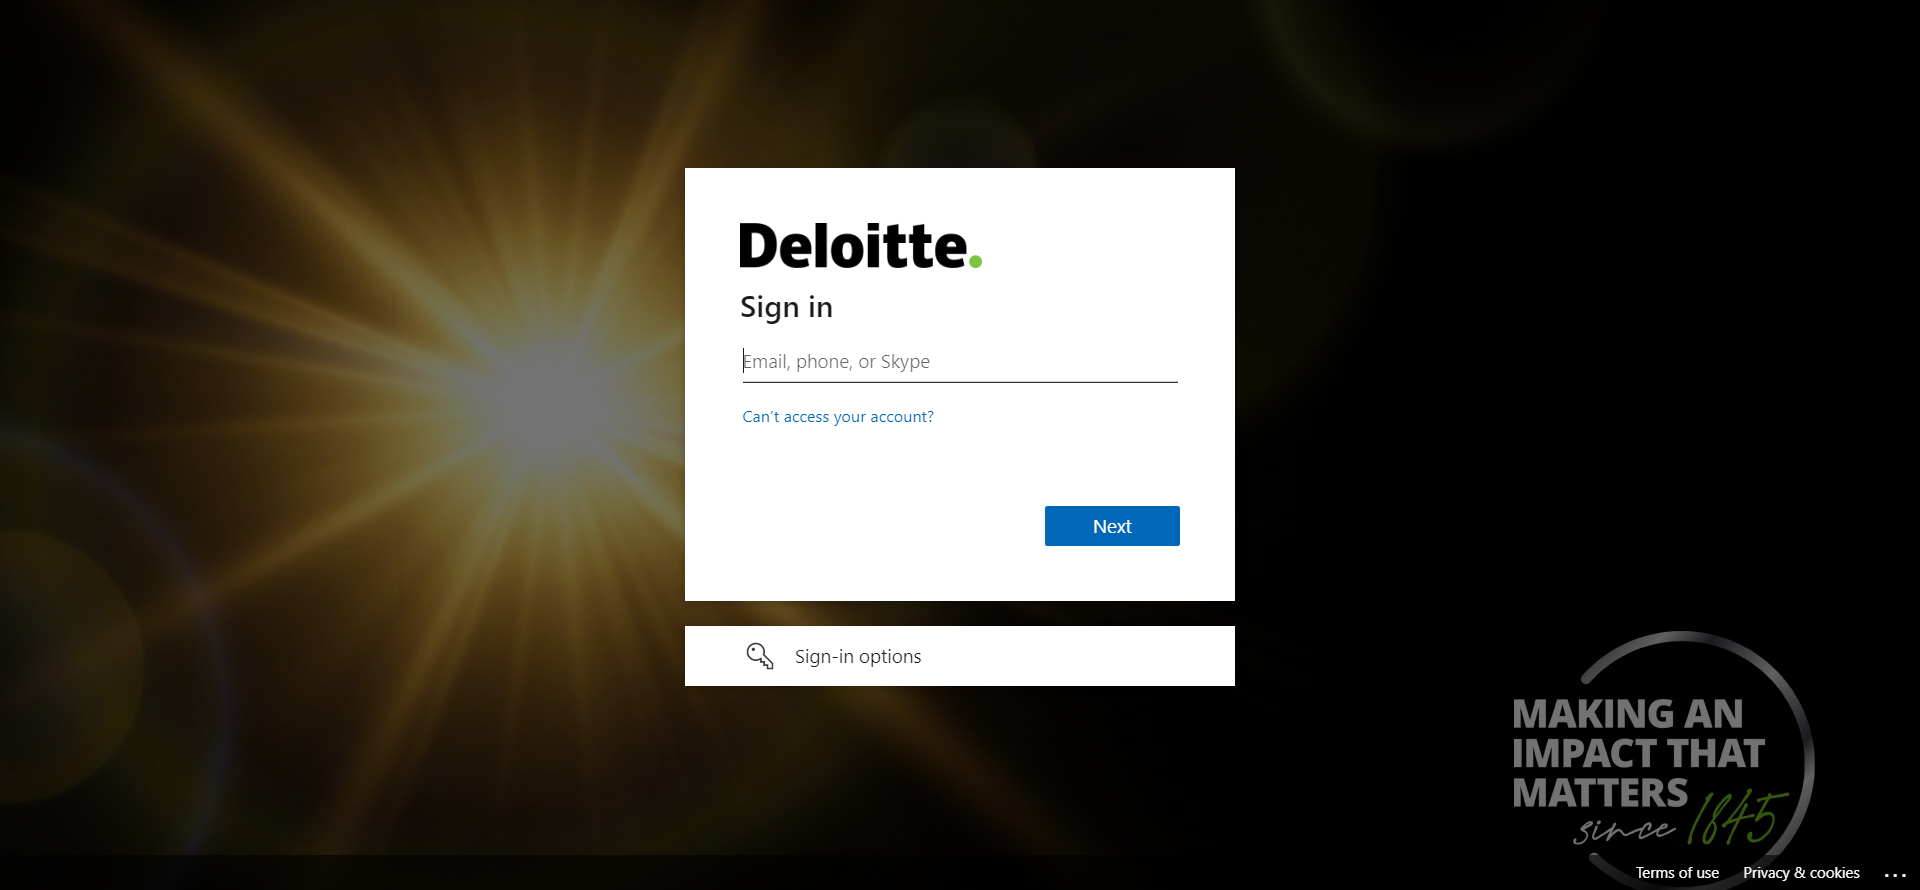 Deloitte.
Sign in
Email, phone, or Skype
Can't access your account?
Next
Sign-in options
MAKING AN
IMPACT THAT
MATTERS
since 1845
Terms of use Privacy & cookies ...